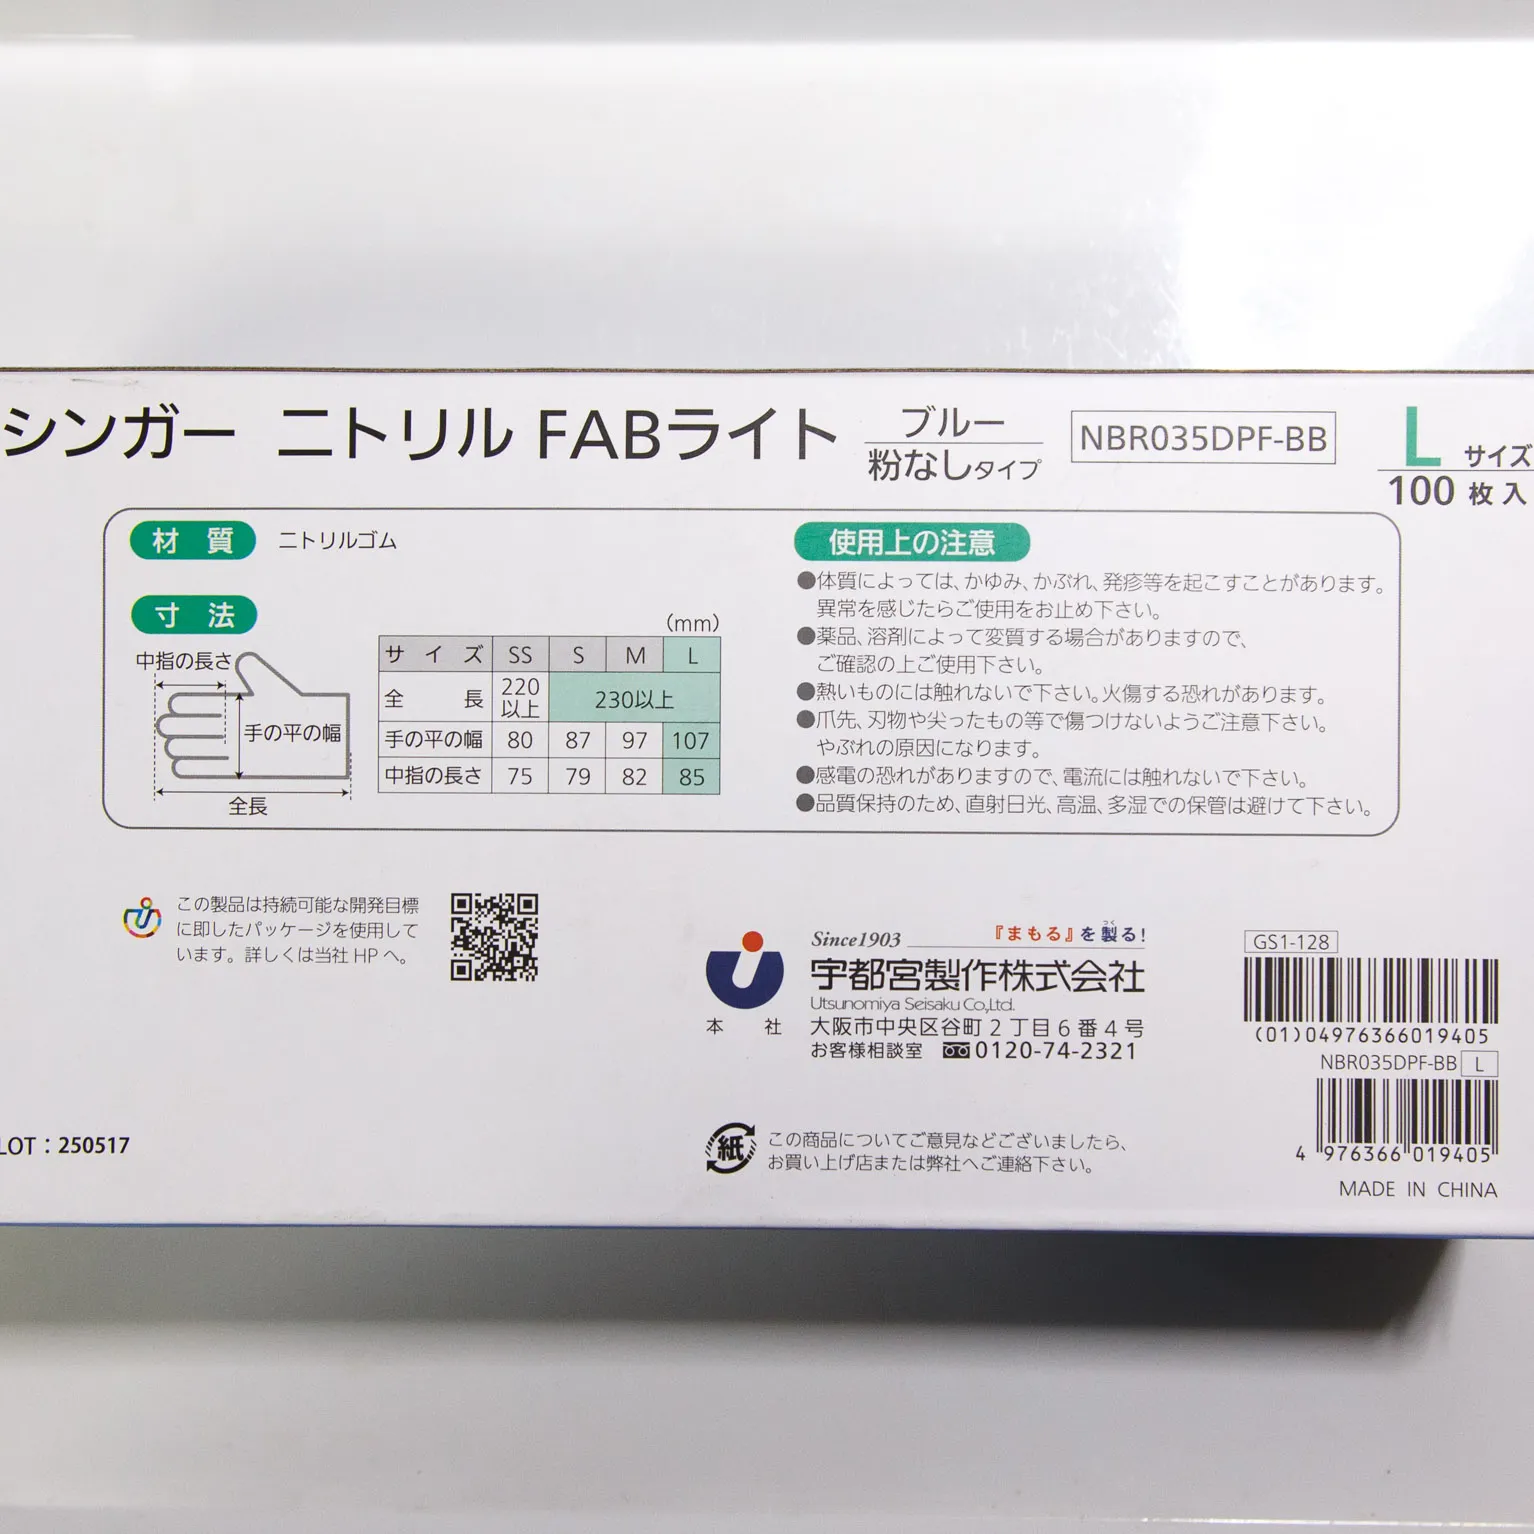 シンガー ニトリル FABライト ブルー 粉なしタイプ NBR035DPF-BB Lサイズ 100枚入
材質 ニトリルゴム
寸法
(mm)
中指の長さ
手の平の幅
全長
サイズ SS S M L
全長 220以上 230以上
手の平の幅 80 87 97 107
中指の長さ 75 79 82 85
使用上の注意
●体質によっては、かゆみ、かぶれ、発疹等を起こすことがあります。
異常を感じたらご使用をお止め下さい。
●薬品、溶剤によって変質する場合がありますので、
ご確認の上ご使用下さい。
●熱いものには触れないで下さい。火傷する恐れがあります。
●爪先、刃物や尖ったもの等で傷つけないようご注意下さい。
やぶれの原因になります。
●感電の恐れがありますので、電流には触れないで下さい。
●品質保持のため、直射日光、高温、多湿での保管は避けて下さい。
この製品は持続可能な開発目標
に即したパッケージを使用して
います。詳しくは当社HPへ。
Since1903 『まもる』を製る!
つく
宇都宮製作株式会社
Utsunomiya Seisaku Co,Ltd.
本社 大阪市中央区谷町2丁目6番4号
お客様相談室 0120-74-2321
紙
この商品についてご意見などございましたら、
お買い上げ店または弊社へご連絡下さい。
GS1-128
(01)04976366019405
NBR035DPF-BB L
4 976366 019405
MADE IN CHINA
LOT：250517